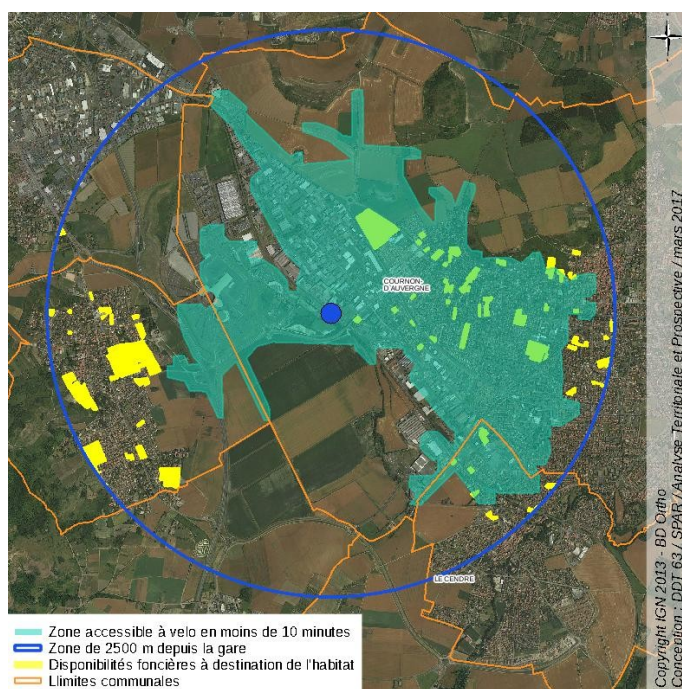 COURNON-
D'AUVERGNE
LE CENDRE
Zone accessible à velo en moins de 10 minutes
Zone de 2500 m depuis la gare
Disponibilités foncières à destination de l'habitat
Llimites communales
Copyright IGN 2013 - BD Ortho
Conception : DDT 63 / SPAR / Analyse Territoriale et Prospective / mars 2017